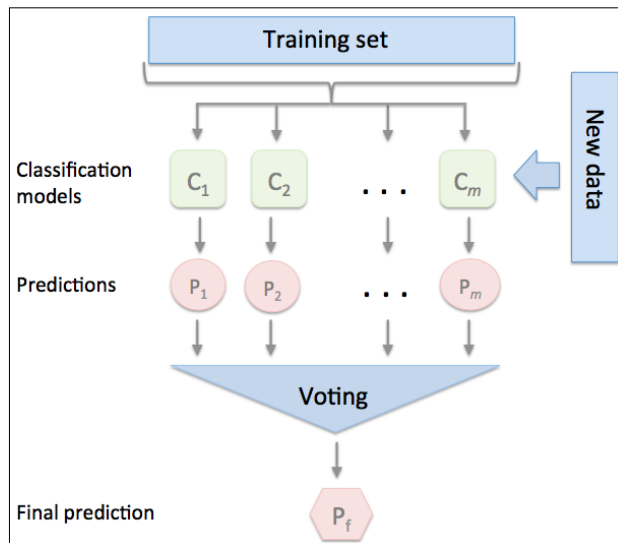 Training set
New data
Classification
models
C1 C2 . . . Cm
Predictions
P1 P2 . . . Pm
Voting
Final prediction
Pf